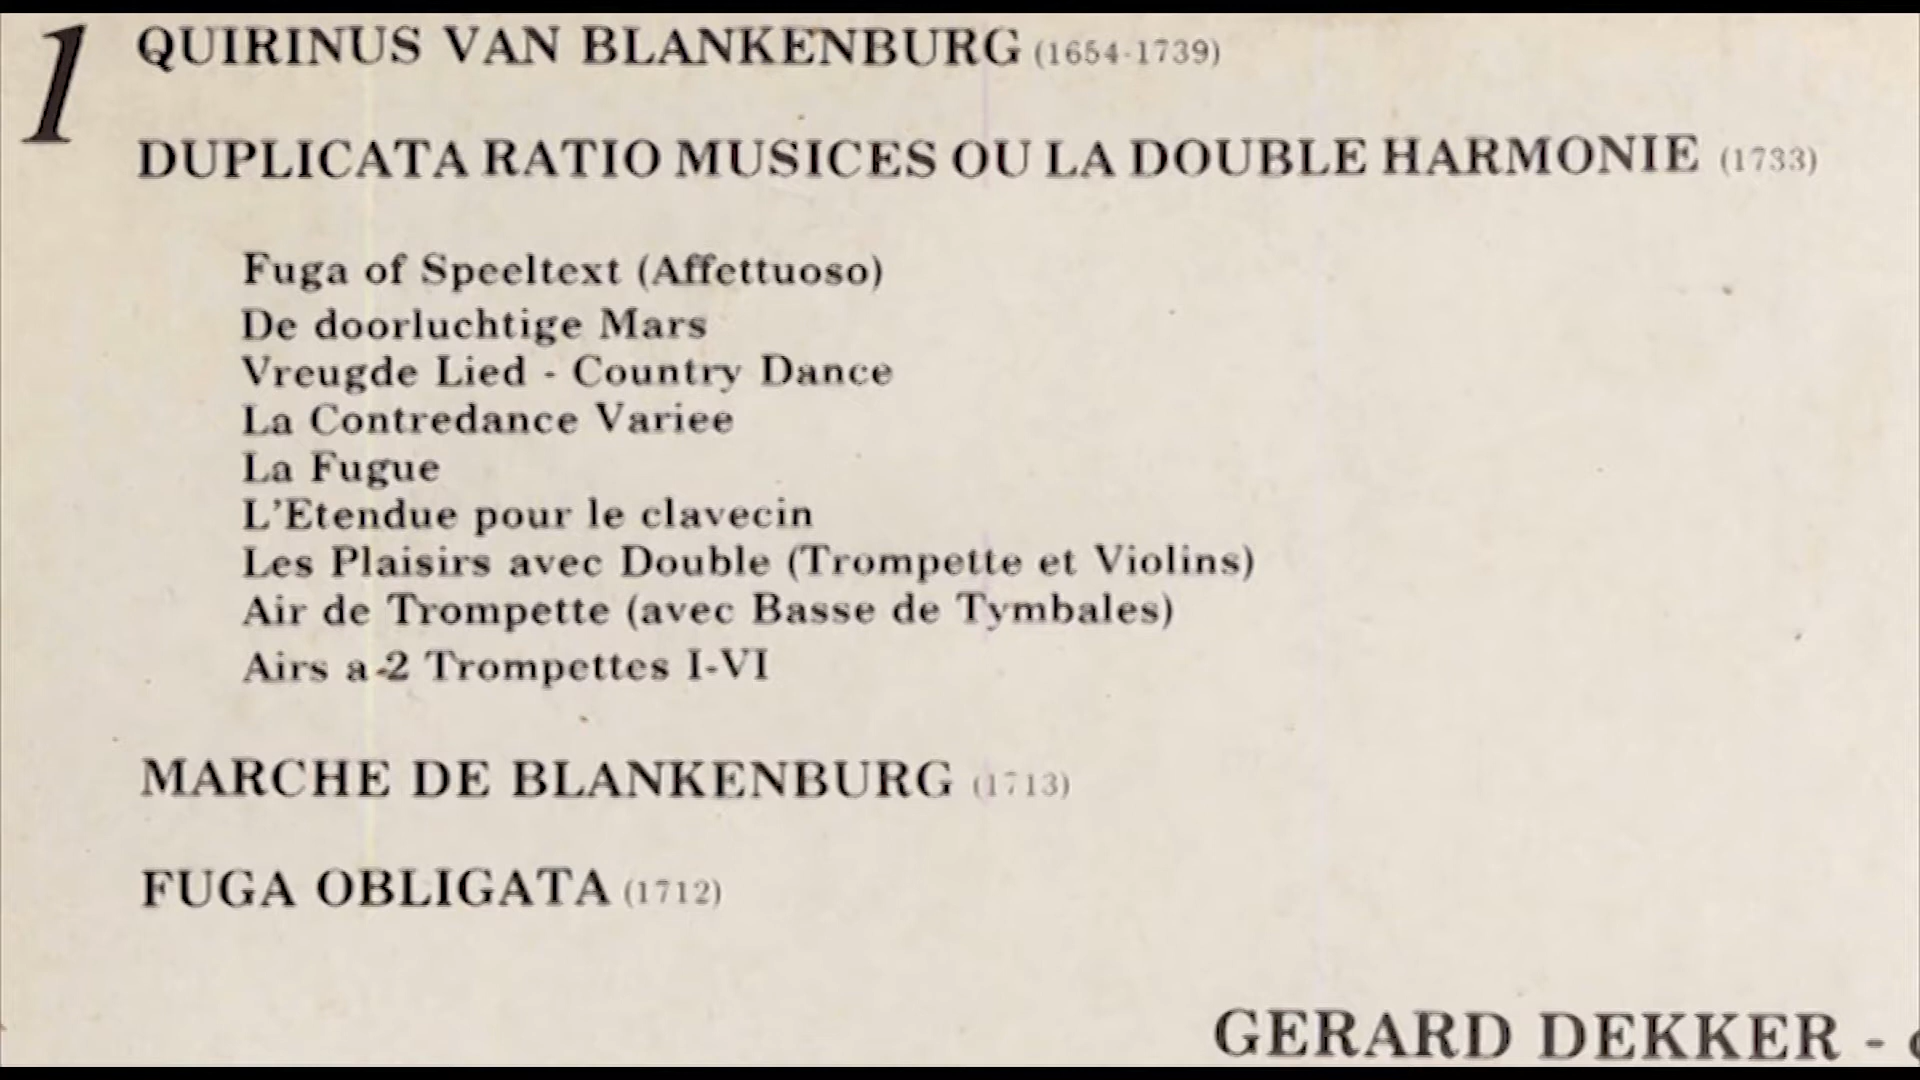 1
QUIRINUS VAN BLANKENBURG (1654-1739)
DUPLICATA RATIO MUSICES OU LA DOUBLE HARMONIE (1733)
Fuga of Speeltext (Affettuoso)
De doorluchtige Mars
Vreugde Lied - Country Dance
La Contredance Variee
La Fugue
L'Etendue pour le clavecin
Les Plaisirs avec Double (Trompette et Violins)
Air de Trompette (avec Basse de Tymbales)
Airs a 2 Trompettes I-VI
MARCHE DE BLANKENBURG (1713)
FUGA OBLIGATA (1712)
GERARD DEKKER -